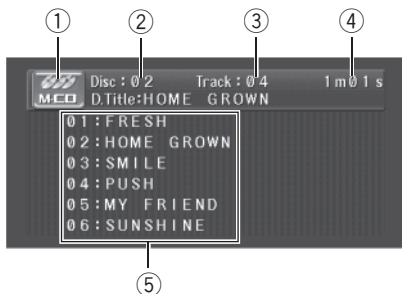 ① ② ③ ④
M-CD Disc:02 Track:04 1m01s
D.Title:HOME GROWN
01:FRESH
02:HOME GROWN
03:SMILE
04:PUSH
05:MY FRIEND
06:SUNSHINE
⑤